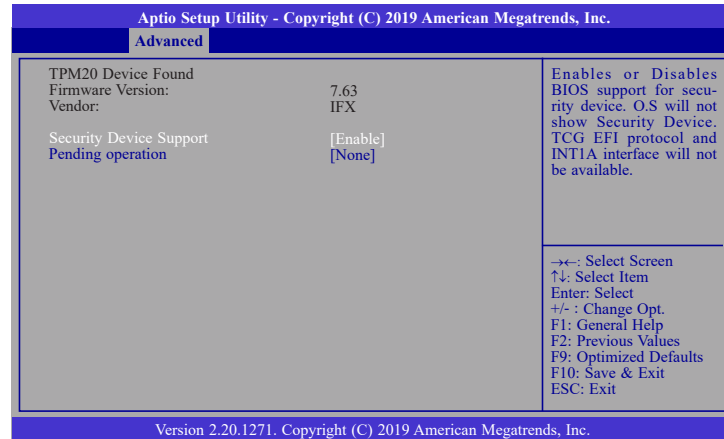 Aptio Setup Utility - Copyright (C) 2019 American Megatrends, Inc.
Advanced
TPM20 Device Found
Firmware Version: 7.63
Vendor: IFX
Security Device Support [Enable]
Pending operation [None]
Enables or Disables
BIOS support for secu-
rity device. O.S will not
show Security Device.
TCG EFI protocol and
INT1A interface will not
be available.
→←: Select Screen
↑↓: Select Item
Enter: Select
+/- : Change Opt.
F1: General Help
F2: Previous Values
F9: Optimized Defaults
F10: Save & Exit
ESC: Exit
Version 2.20.1271. Copyright (C) 2019 American Megatrends, Inc.